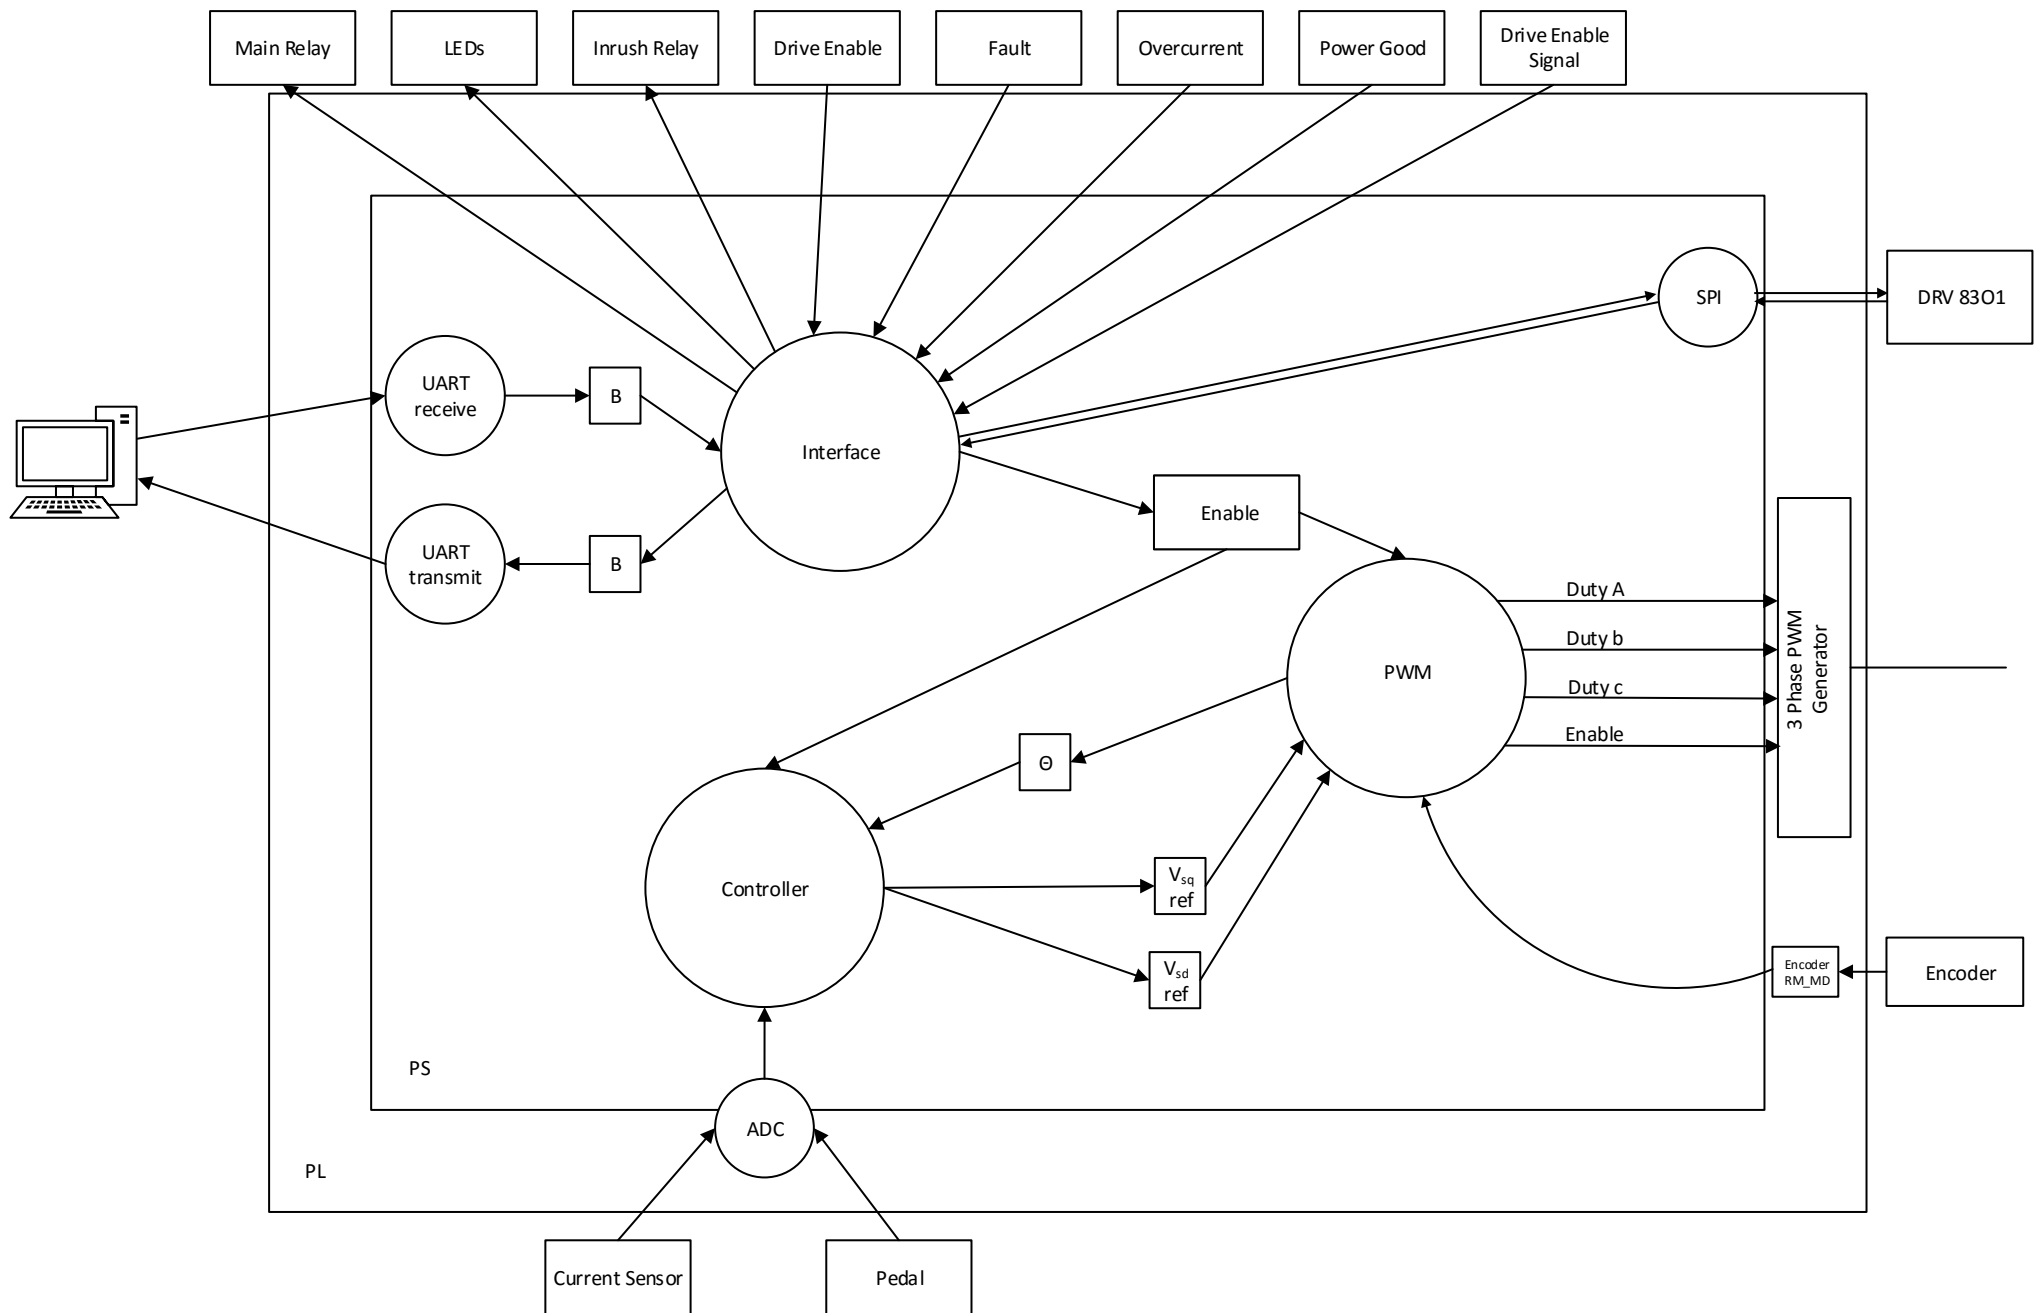 Main Relay
LEDs
Inrush Relay
Drive Enable
Fault
Overcurrent
Power Good
Drive Enable
Signal
SPI
DRV 83O1
UART
receive
B
Interface
Enable
UART
transmit
B
Duty A
Duty b
Duty c
Enable
PWM
3 Phase PWM
Generator
Θ
Controller
Vsq
ref
Vsd
ref
Encoder
RM_MD
Encoder
PS
ADC
PL
Current Sensor
Pedal